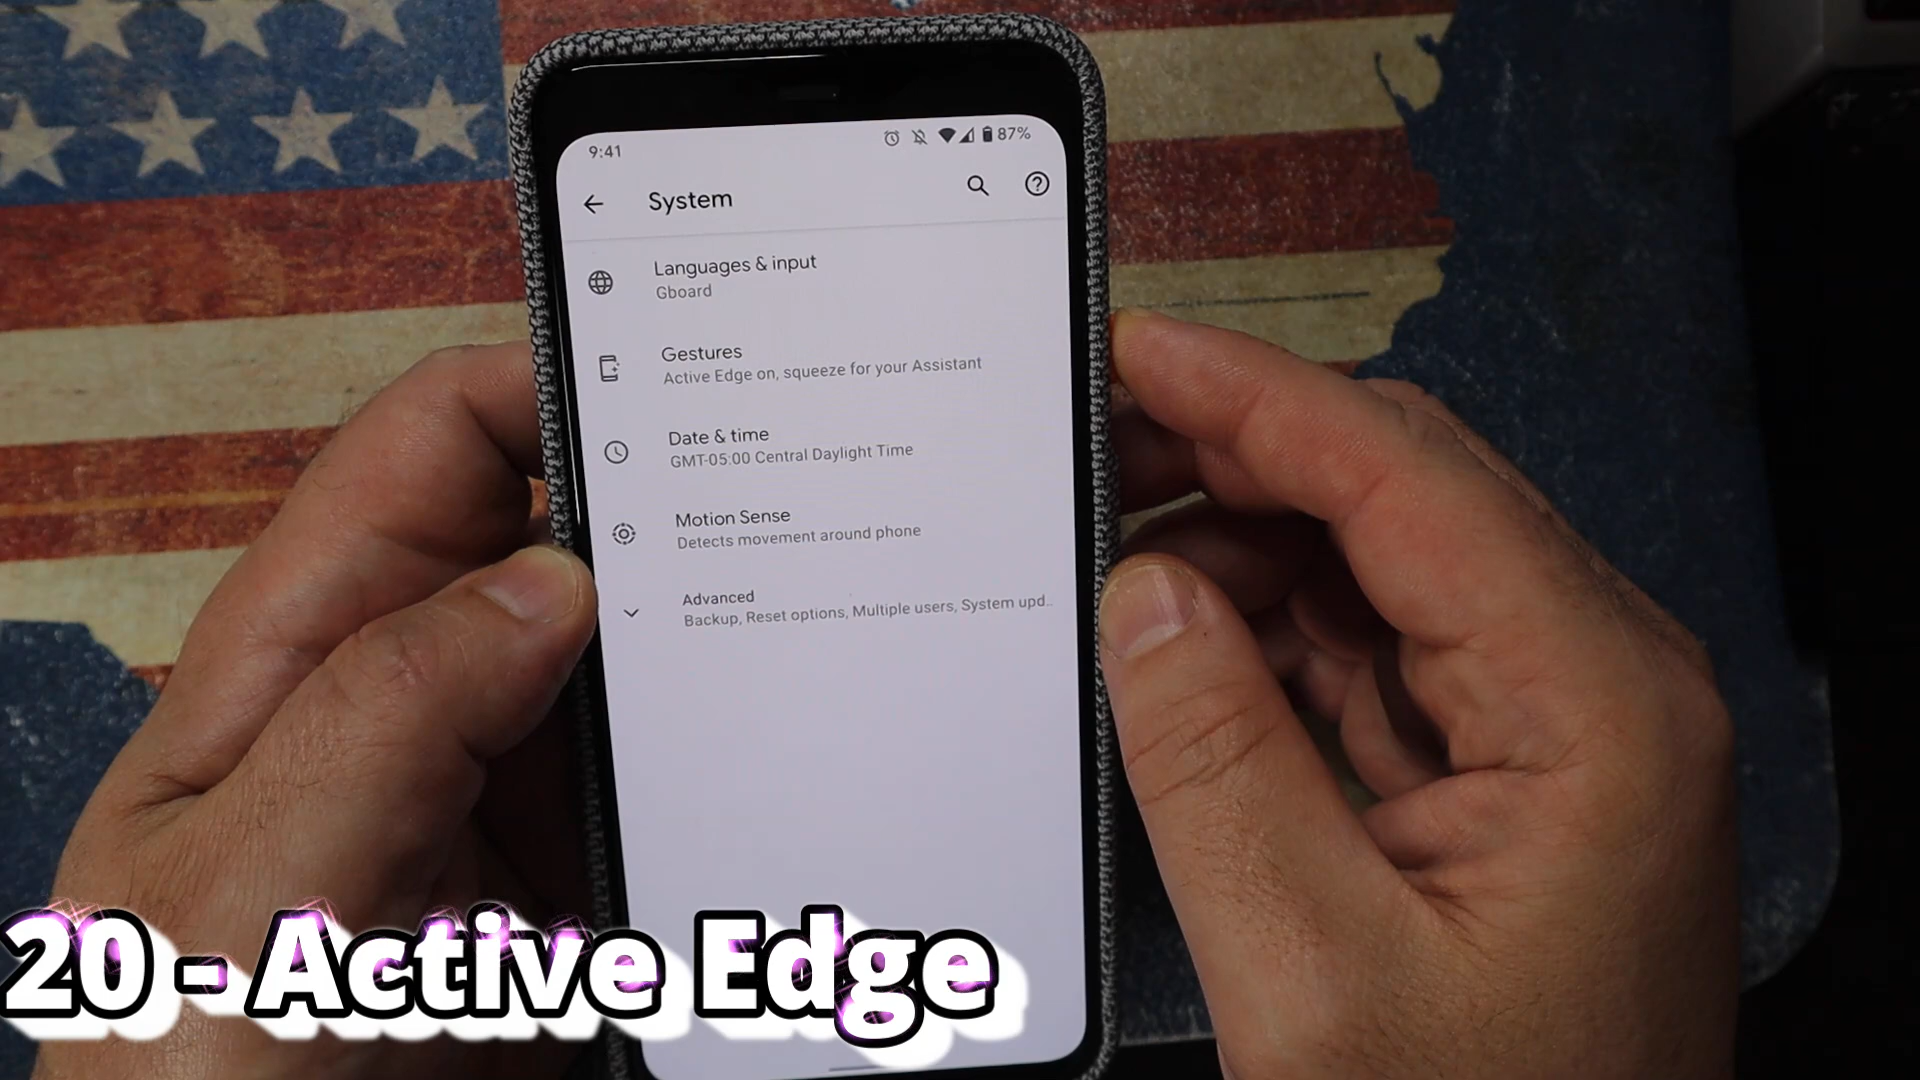 9:41
87%
System
Languages & input
Gboard
Gestures
Active Edge on, squeeze for your Assistant
Date & time
GMT-05:00 Central Daylight Time
Motion Sense
Detects movement around phone
Advanced
Backup, Reset options, Multiple users, System upd..
20 - Active Edge